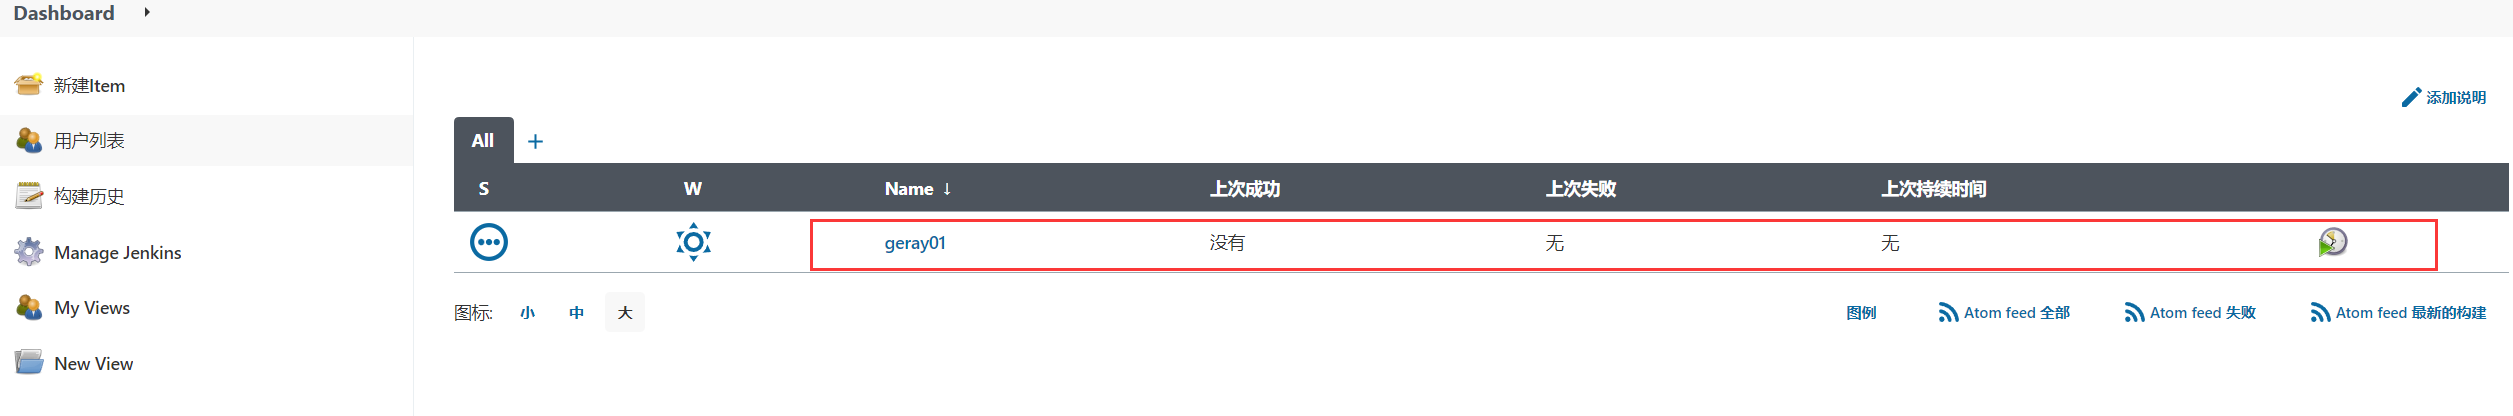 Dashboard
新建Item
用户列表
构建历史
Manage Jenkins
My Views
New View
添加说明
All +
S W Name ↓ 上次成功 上次失败 上次持续时间
geray01 没有 无 无
图标: 小 中 大
图例 Atom feed 全部 Atom feed 失败 Atom feed 最新的构建